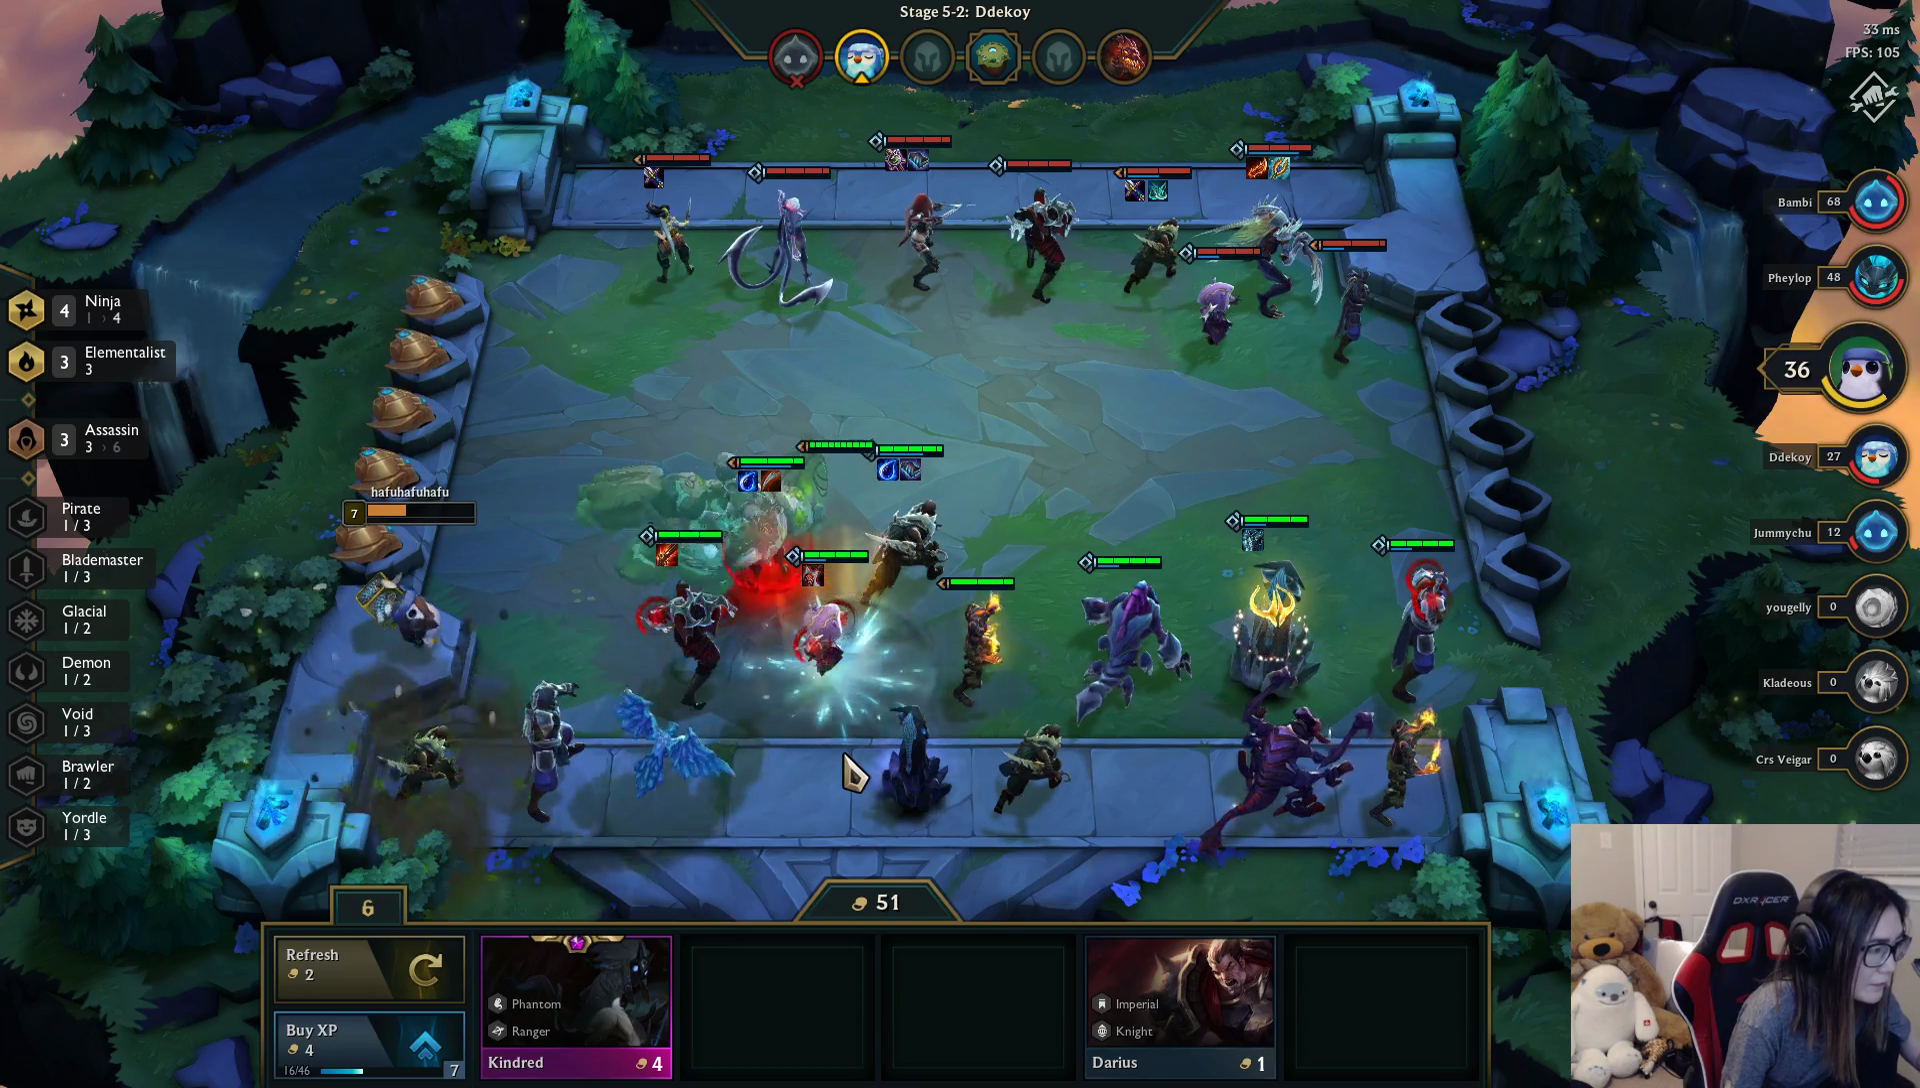 Stage 5-2: Ddekoy
33 ms
FPS: 105
Bambi 68
Pheylop 48
36
Ddekoy 27
Jummychu 12
yougelly 0
Kladeous 0
Crs Veigar 0
4 Ninja
1 › 4
3 Elementalist
3
3 Assassin
3 › 6
Pirate
1 / 3
Blademaster
1 / 3
Glacial
1 / 2
Demon
1 / 2
Void
1 / 3
Brawler
1 / 2
Yordle
1 / 3
hafuhafuhafu
7
6
51
Refresh
2
Buy XP
4
16/46
7
Phantom
Ranger
Kindred 4
Imperial
Knight
Darius 1
DXRACER